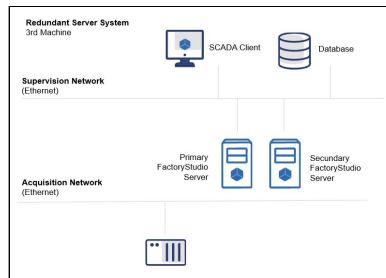 Redundant Server System
3rd Machine
SCADA Client
Database
Supervision Network
(Ethernet)
Primary
FactoryStudio
Server
Secundary
FactoryStudio
Server
Acquisition Network
(Ethernet)